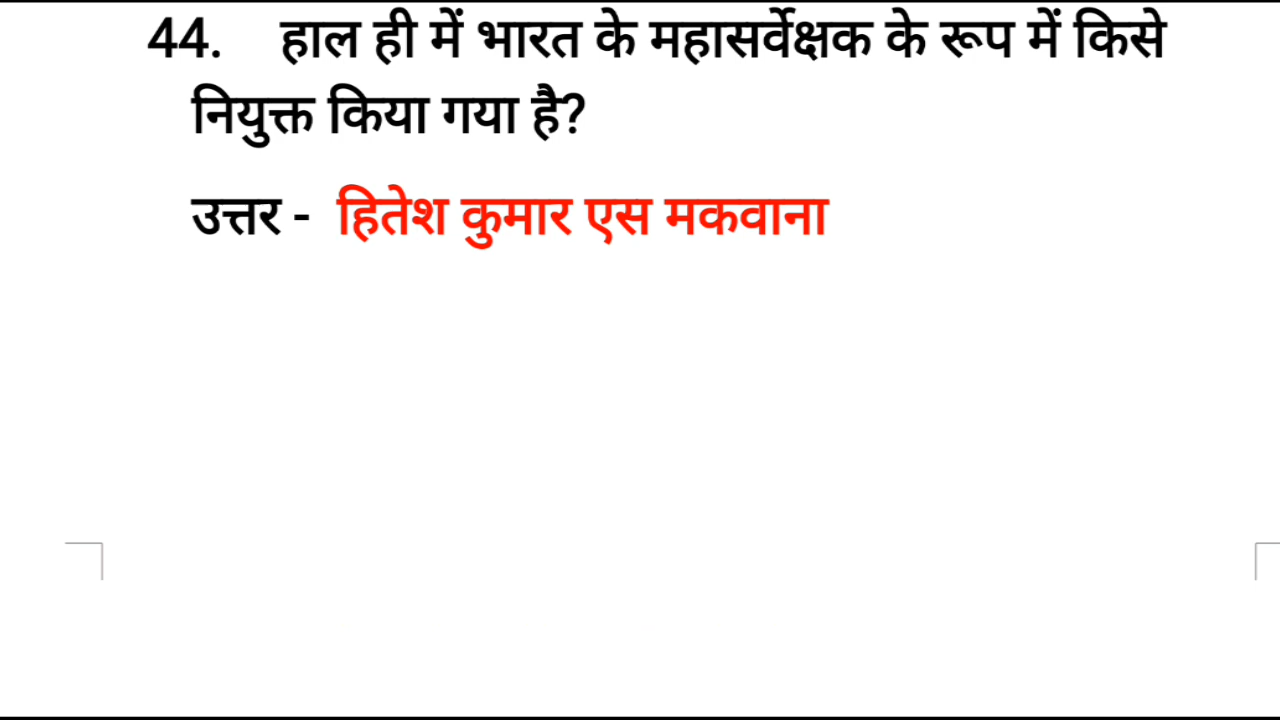 44. हाल ही में भारत के महासर्वेक्षक के रूप में किसे
नियुक्त किया गया है?
उत्तर - हितेश कुमार एस मकवाना